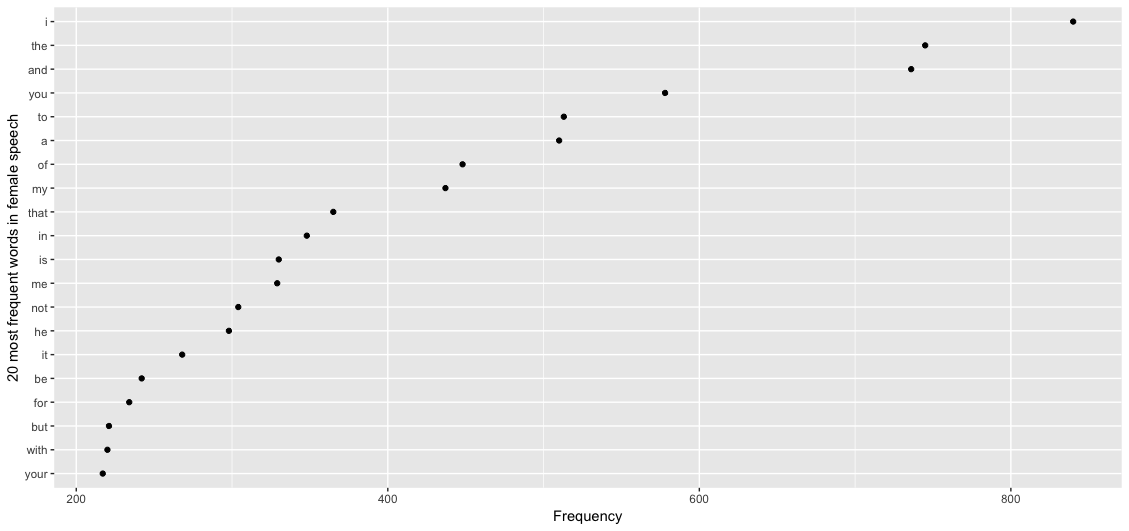 20 most frequent words in female speech
i
the
and
you
to
a
of
my
that
in
is
me
not
he
it
be
for
but
with
your
200 400 600 800
Frequency